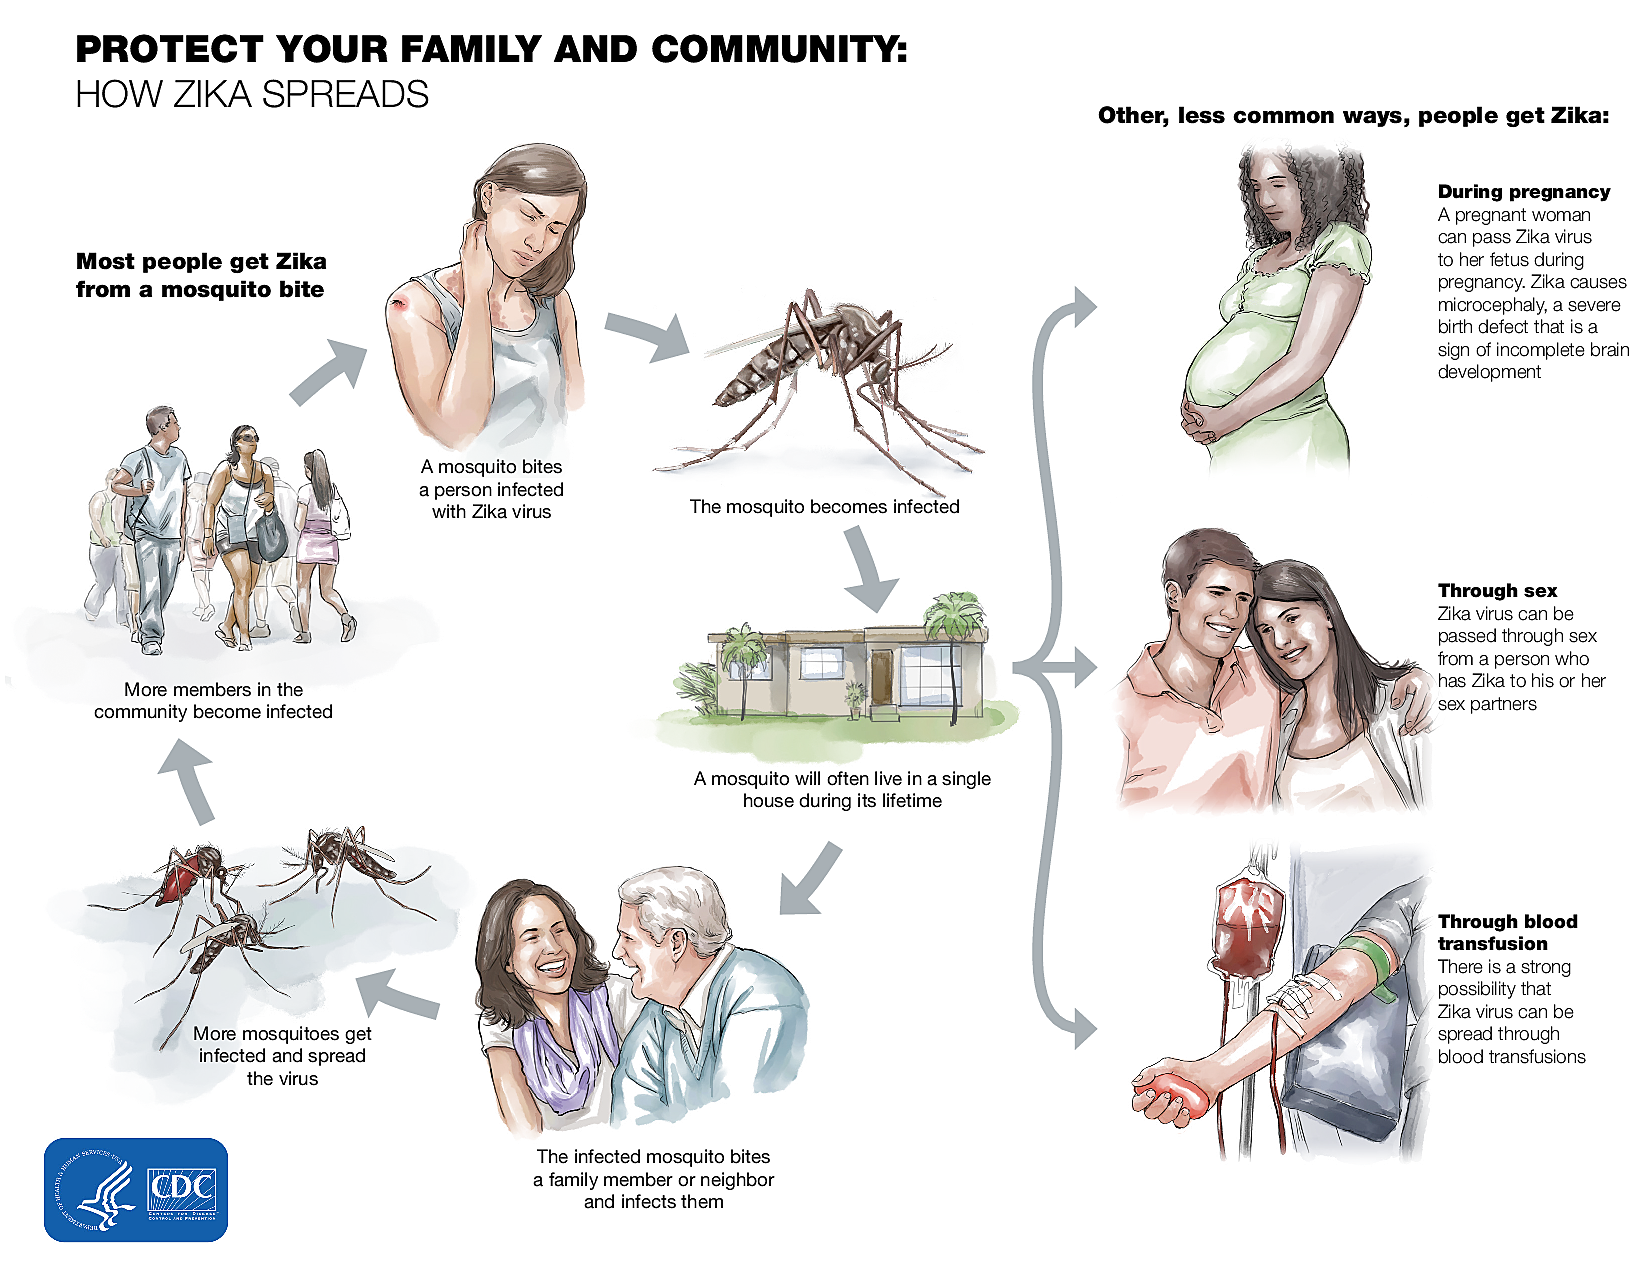 PROTECT YOUR FAMILY AND COMMUNITY:
HOW ZIKA SPREADS
Most people get Zika
from a mosquito bite
A mosquito bites
a person infected
with Zika virus
The mosquito becomes infected
A mosquito will often live in a single
house during its lifetime
The infected mosquito bites
a family member or neighbor
and infects them
More mosquitoes get
infected and spread
the virus
More members in the
community become infected
Other, less common ways, people get Zika:
During pregnancy
A pregnant woman
can pass Zika virus
to her fetus during
pregnancy. Zika causes
microcephaly, a severe
birth defect that is a
sign of incomplete brain
development
Through sex
Zika virus can be
passed through sex
from a person who
has Zika to his or her
sex partners
Through blood
transfusion
There is a strong
possibility that
Zika virus can be
spread through
blood transfusions
DEPARTMENT OF HEALTH & HUMAN SERVICES • USA
CDC
CENTERS FOR DISEASE
CONTROL AND PREVENTION